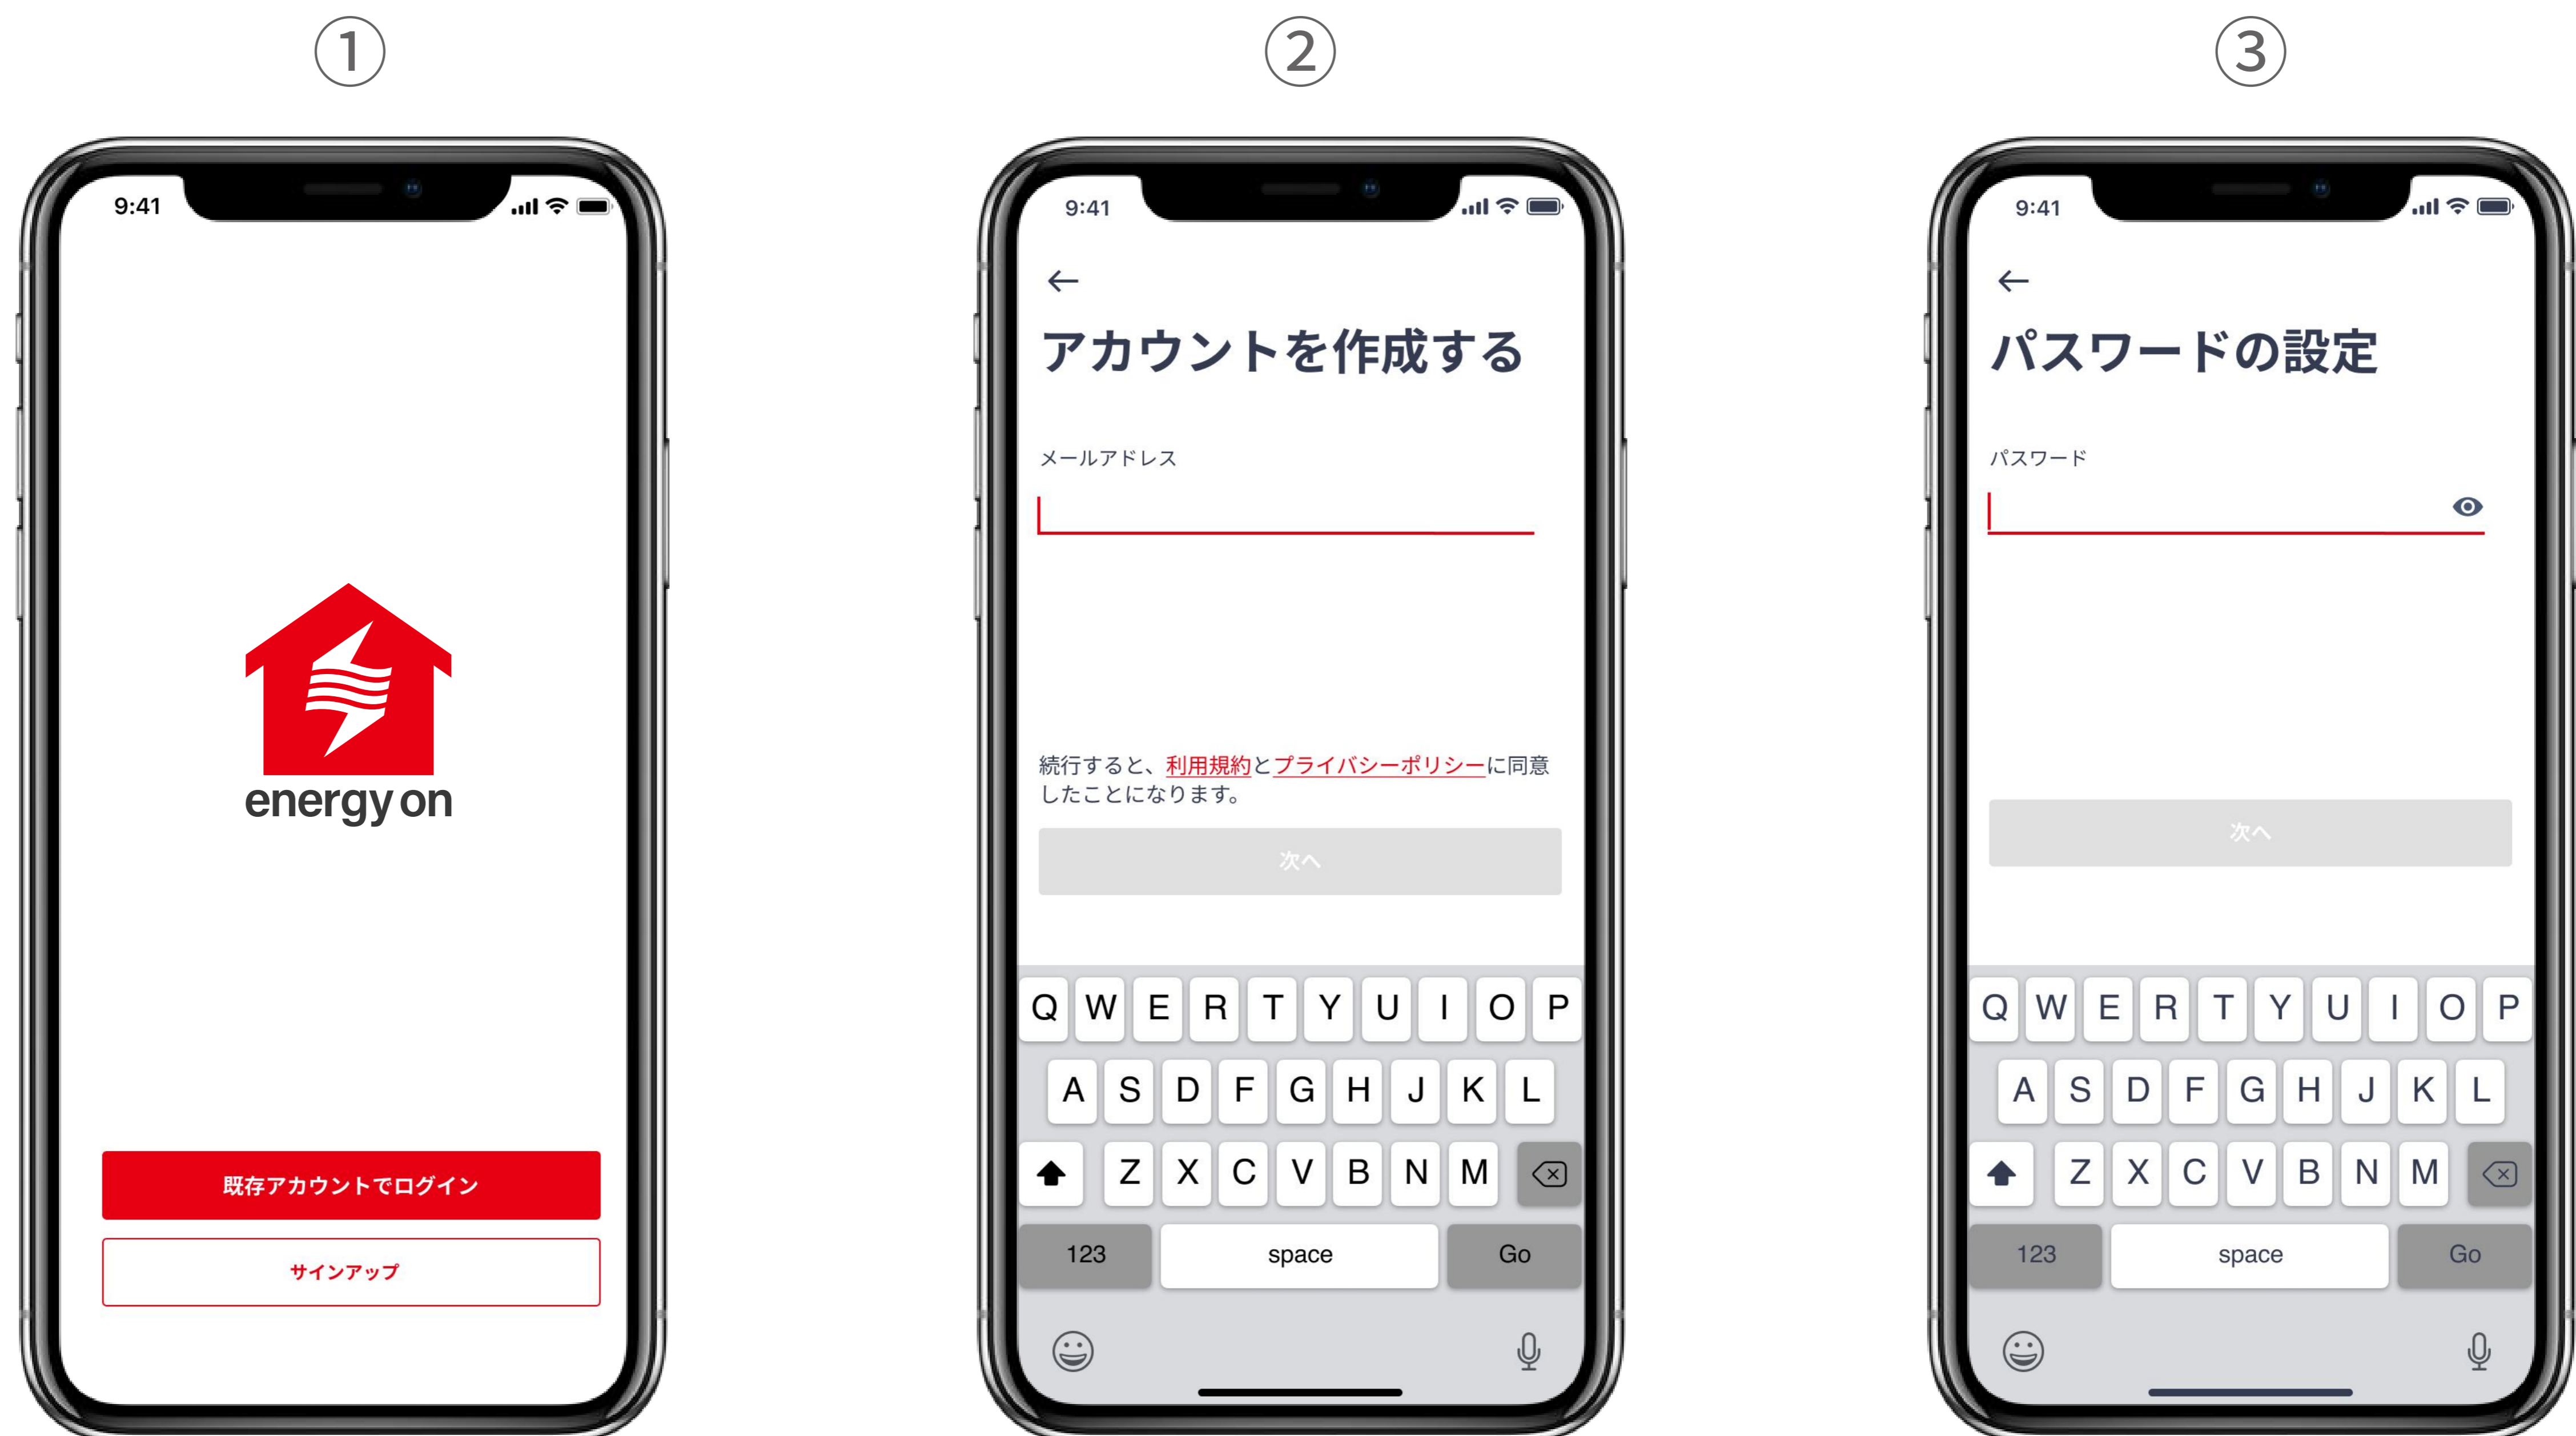 ①
9:41
energy on
既存アカウントでログイン
サインアップ
②
9:41
アカウントを作成する
メールアドレス
続行すると、利用規約とプライバシーポリシーに同意
したことになります。
次へ
Q W E R T Y U I O P
A S D F G H J K L
Z X C V B N M
123 space Go
③
9:41
パスワードの設定
パスワード
次へ
Q W E R T Y U I O P
A S D F G H J K L
Z X C V B N M
123 space Go